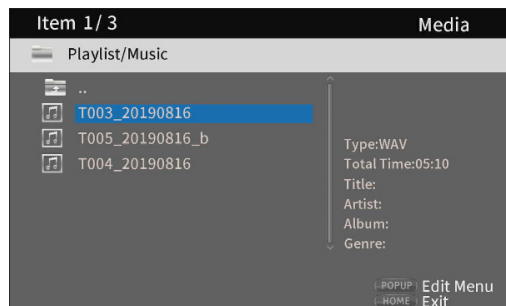 Item 1/ 3
Media
Playlist/Music
..
T003_20190816
T005_20190816_b
T004_20190816
Type:WAV
Total Time:05:10
Title:
Artist:
Album:
Genre:
POPUP Edit Menu
HOME Exit